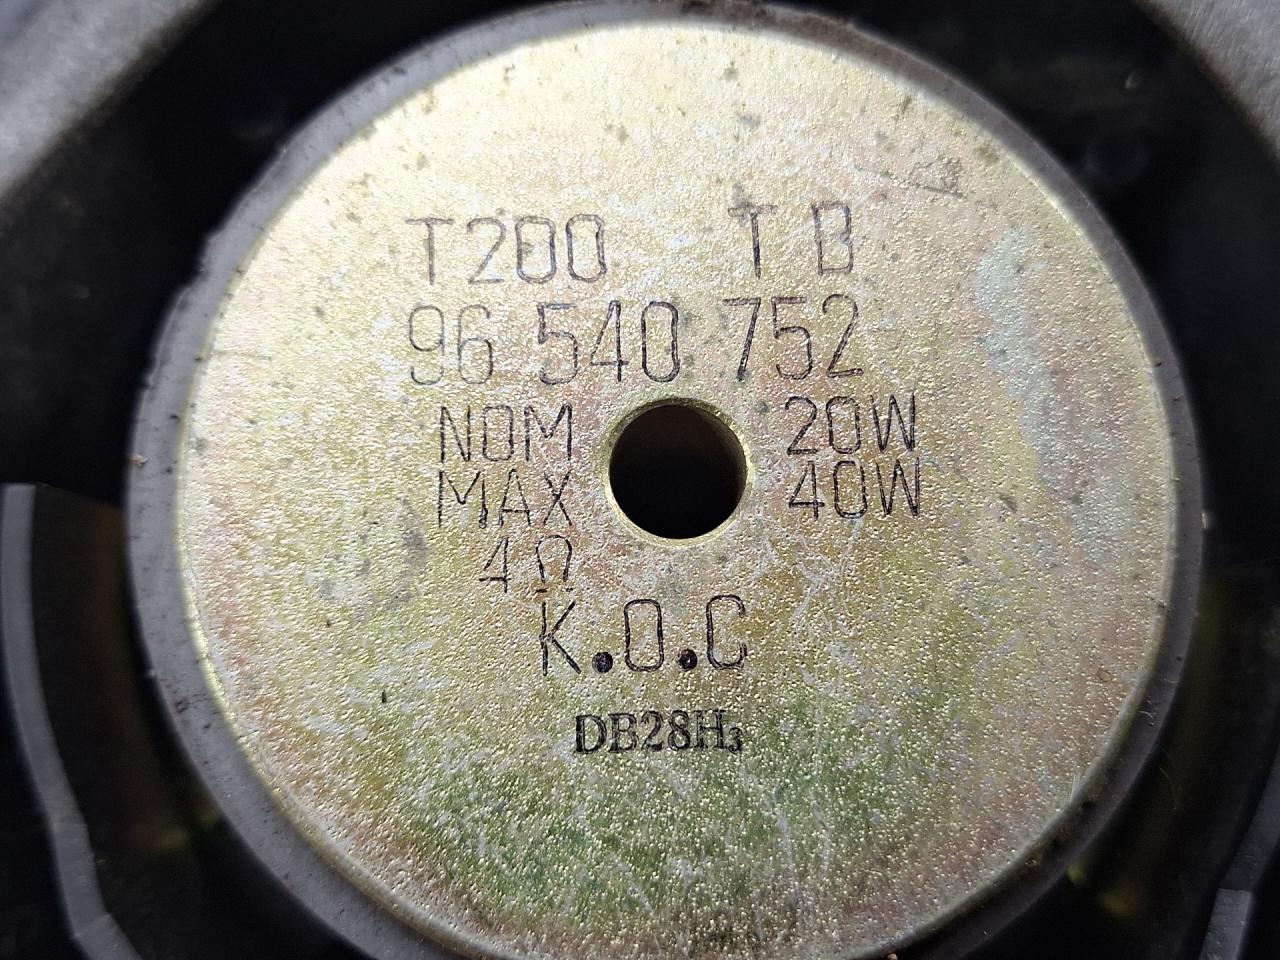 T200 T B
96 540 752
NOM 20W
MAX 40W
4Ω
K.O.C
DB28H₃